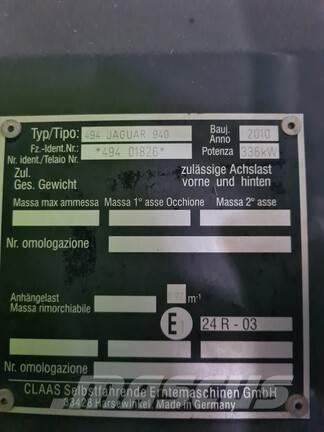 Typ/Tipo: 494 JAGUAR 940 Bauj. Anno 2010
Fz.-Ident.Nr.: *494 01826* Potenza 336kW
Nr. ident./Telaio Nr.
Zul. zulässige Achslast
Ges. Gewicht vorne und hinten
Massa max ammessa Massa 1° asse Occhione Massa 2° asse
Nr. omologazione
Anhängelast m-1
Massa rimorchiabile
E 24 R - 03
Nr. omologazione
CLAAS Selbstfahrende Erntemaschinen GmbH
33428 Harsewinkel Made in Germany
MASCUS